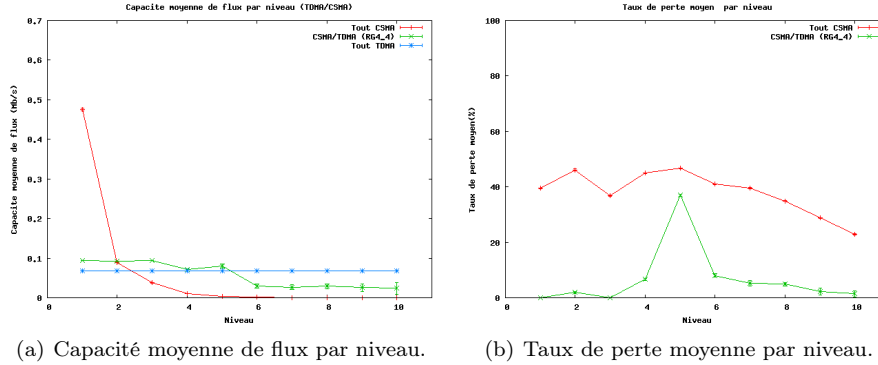 Capacite moyenne de flux par niveau (TDMA/CSMA)
Tout CSMA
CSMA/TDMA (RG4_4)
Tout TDMA
Capacite moyenne de flux (Mb/s)
0.7
0.6
0.5
0.4
0.3
0.2
0.1
0
0 2 4 6 8 10
Niveau
Taux de perte moyen par niveau
Tout CSMA
CSMA/TDMA (RG4_4)
Taux de perte moyen(%)
100
80
60
40
20
0
0 2 4 6 8 10
Niveau
(a) Capacité moyenne de flux par niveau.
(b) Taux de perte moyenne par niveau.